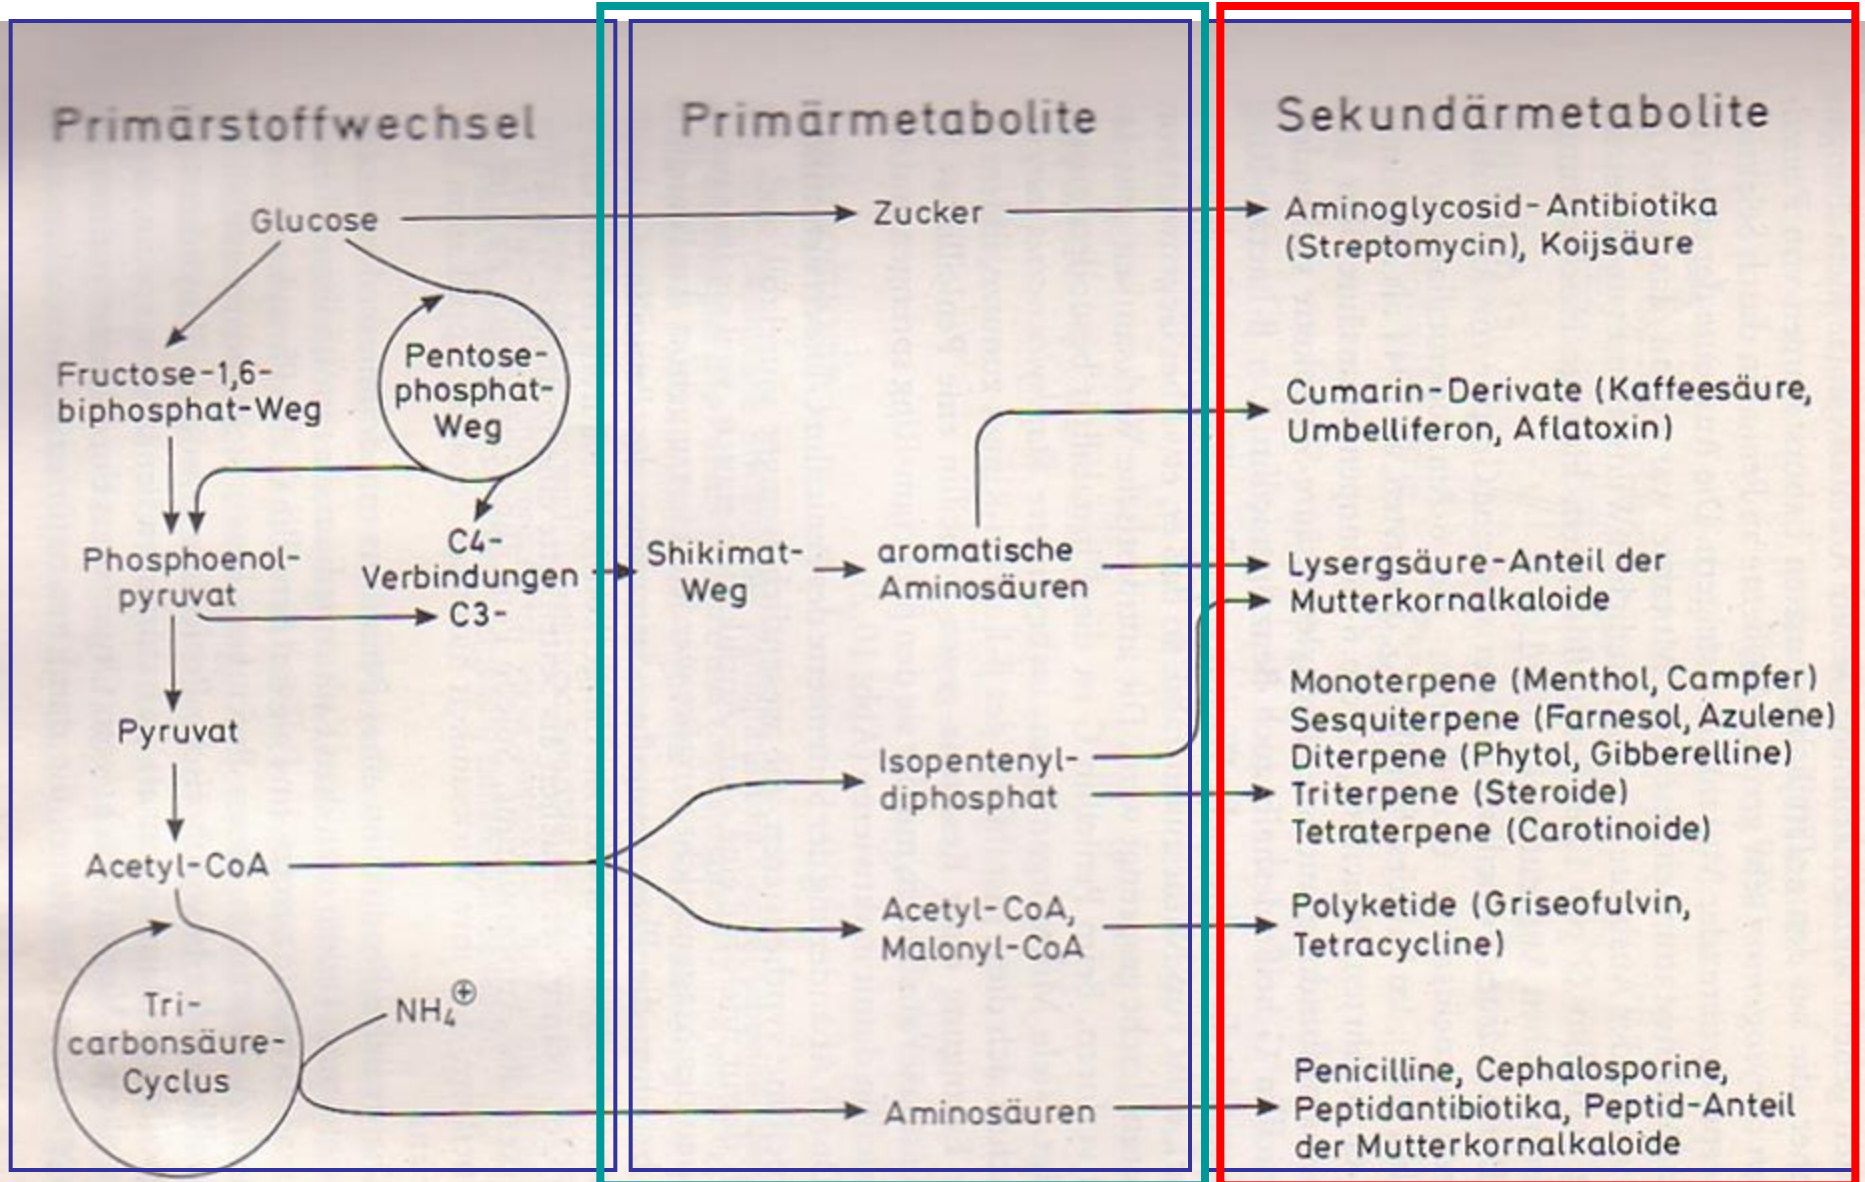 Primärstoffwechsel
Primärmetabolite
Sekundärmetabolite
Glucose
Zucker
Aminoglycosid-Antibiotika
(Streptomycin), Koijsäure
Fructose-1,6-
biphosphat-Weg
Pentose-
phosphat-
Weg
Cumarin-Derivate (Kaffeesäure,
Umbelliferon, Aflatoxin)
Phosphoenol-
pyruvat
C4-
Verbindungen
C3-
Shikimat-
Weg
aromatische
Aminosäuren
Lysergsäure-Anteil der
Mutterkornalkaloide
Pyruvat
Isopentenyl-
diphosphat
Monoterpene (Menthol, Campfer)
Sesquiterpene (Farnesol, Azulene)
Diterpene (Phytol, Gibberelline)
Triterpene (Steroide)
Tetraterpene (Carotinoide)
Acetyl-CoA
Acetyl-CoA,
Malonyl-CoA
Polyketide (Griseofulvin,
Tetracycline)
Tri-
carbonsäure-
Cyclus
NH₄⊕
Aminosäuren
Penicilline, Cephalosporine,
Peptidantibiotika, Peptid-Anteil
der Mutterkornalkaloide